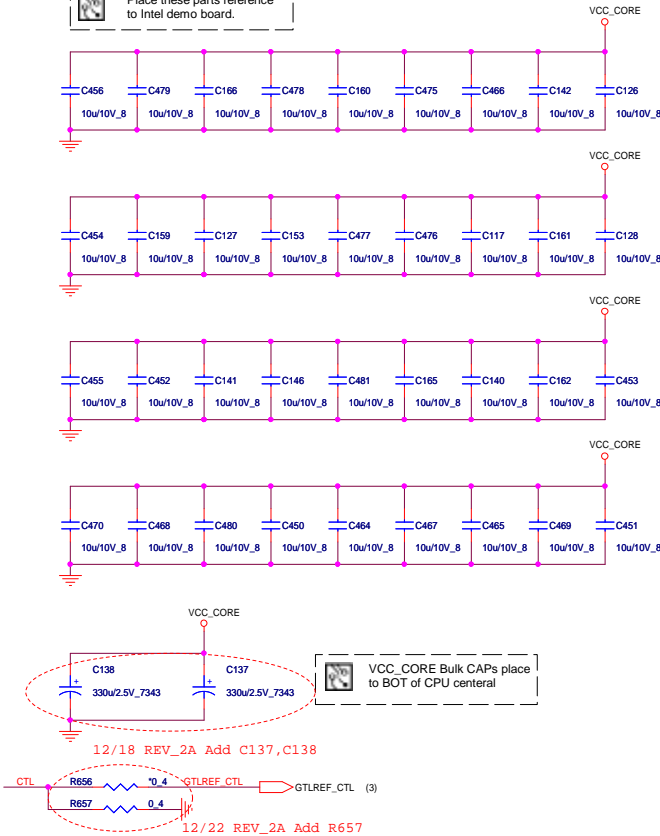 Place these parts reference
to Intel demo board.
VCC_CORE
C456 C479 C166 C478 C160 C475 C466 C142 C126
10u/10V_8 10u/10V_8 10u/10V_8 10u/10V_8 10u/10V_8 10u/10V_8 10u/10V_8 10u/10V_8 10u/10V_8
VCC_CORE
C454 C159 C127 C153 C477 C476 C117 C161 C128
10u/10V_8 10u/10V_8 10u/10V_8 10u/10V_8 10u/10V_8 10u/10V_8 10u/10V_8 10u/10V_8 10u/10V_8
VCC_CORE
C455 C452 C141 C146 C481 C165 C140 C162 C453
10u/10V_8 10u/10V_8 10u/10V_8 10u/10V_8 10u/10V_8 10u/10V_8 10u/10V_8 10u/10V_8 10u/10V_8
VCC_CORE
C470 C468 C480 C450 C464 C467 C465 C469 C451
10u/10V_8 10u/10V_8 10u/10V_8 10u/10V_8 10u/10V_8 10u/10V_8 10u/10V_8 10u/10V_8 10u/10V_8
VCC_CORE
C138 C137
+ +
330u/2.5V_7343 330u/2.5V_7343
VCC_CORE Bulk CAPs place
to BOT of CPU centeral
12/18 REV_2A Add C137,C138
CTL R656 *0_4 GTLREF_CTL GTLREF_CTL (3)
R657 0_4
12/22 REV_2A Add R657